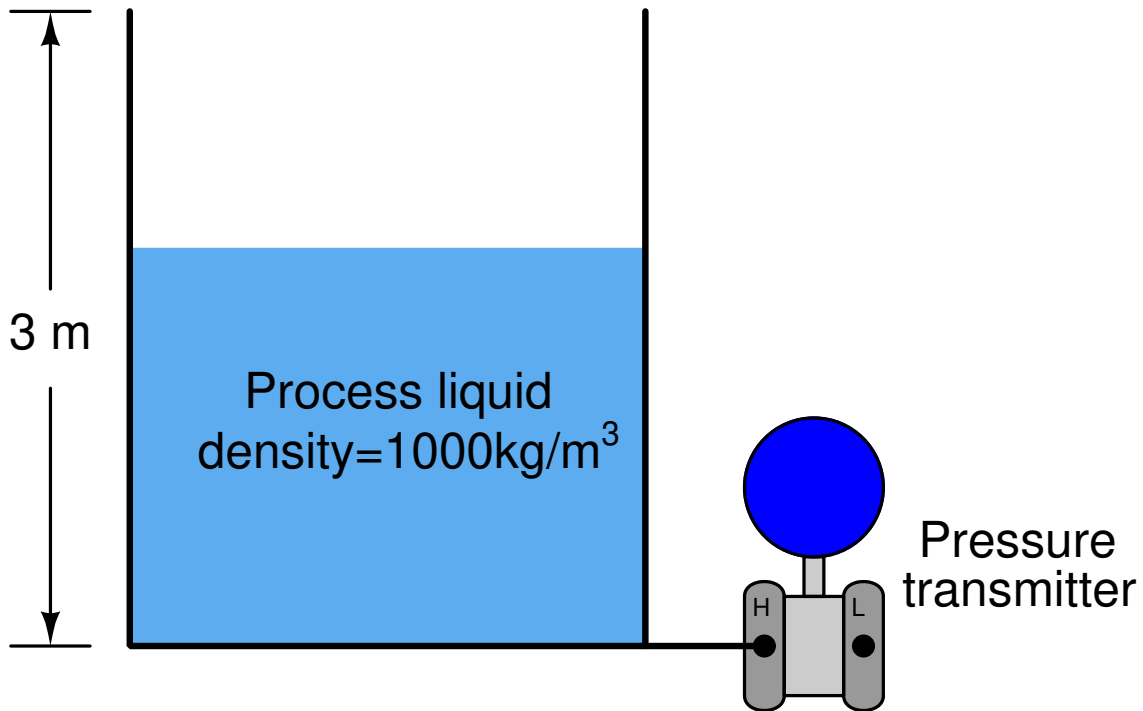 3 m
Process liquid
density=1000kg/m³
Pressure
transmitter
H
L